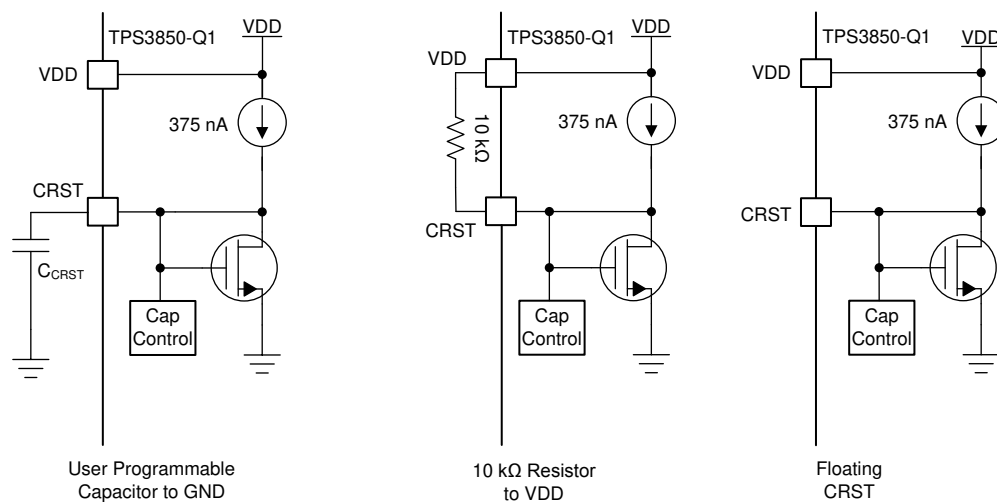 TPS3850-Q1
VDD
VDD
375 nA
CRST
C_CRST
Cap
Control
User Programmable
Capacitor to GND
TPS3850-Q1
VDD
VDD
10 kΩ
375 nA
CRST
Cap
Control
10 kΩ Resistor
to VDD
TPS3850-Q1
VDD
VDD
375 nA
CRST
Cap
Control
Floating
CRST